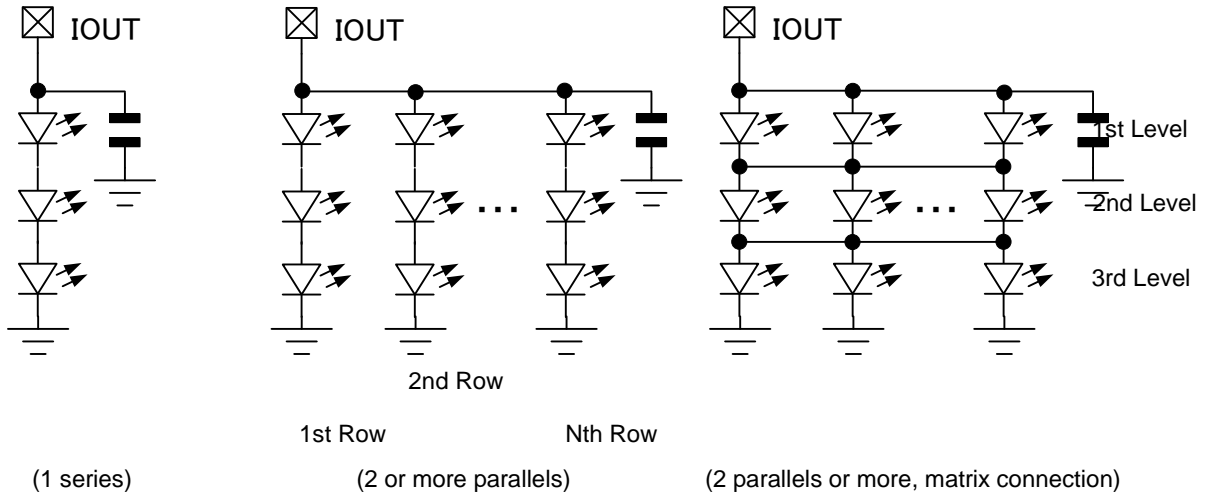 IOUT
IOUT
IOUT
1st Level
2nd Level
3rd Level
2nd Row
1st Row
Nth Row
(1 series)
(2 or more parallels)
(2 parallels or more, matrix connection)